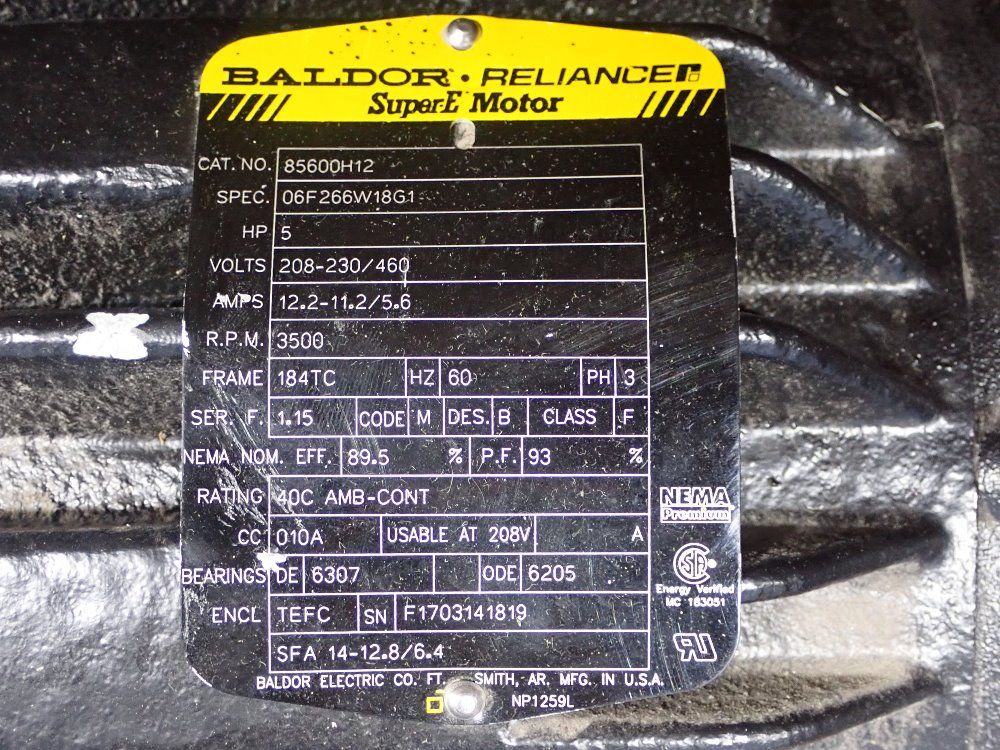 BALDOR · RELIANCE
Super-E Motor
CAT. NO. 85600H12
SPEC. 06F266W18G1
HP 5
VOLTS 208-230/460
AMPS 12.2-11.2/5.6
R.P.M. 3500
FRAME 184TC HZ 60 PH 3
SER. F. 1.15 CODE M DES. B CLASS F
NEMA NOM. EFF. 89.5 % P.F. 93 %
RATING 40C AMB-CONT
NEMA
Premium
CC 010A USABLE AT 208V A
BEARINGS DE 6307 ODE 6205
Energy Verified
MC 183051
ENCL TEFC SN F1703141819
SFA 14-12.8/6.4
BALDOR ELECTRIC CO. FT. SMITH, AR. MFG. IN U.S.A.
NP1259L